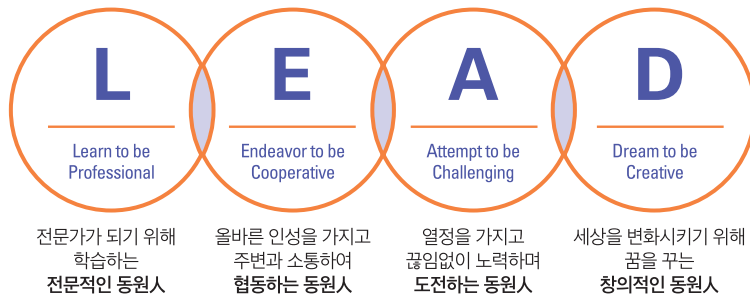 L
Learn to be
Professional
전문가가 되기 위해
학습하는
전문적인 동원人
E
Endeavor to be
Cooperative
올바른 인성을 가지고
주변과 소통하여
협동하는 동원人
A
Attempt to be
Challenging
열정을 가지고
끊임없이 노력하며
도전하는 동원人
D
Dream to be
Creative
세상을 변화시키기 위해
꿈을 꾸는
창의적인 동원人